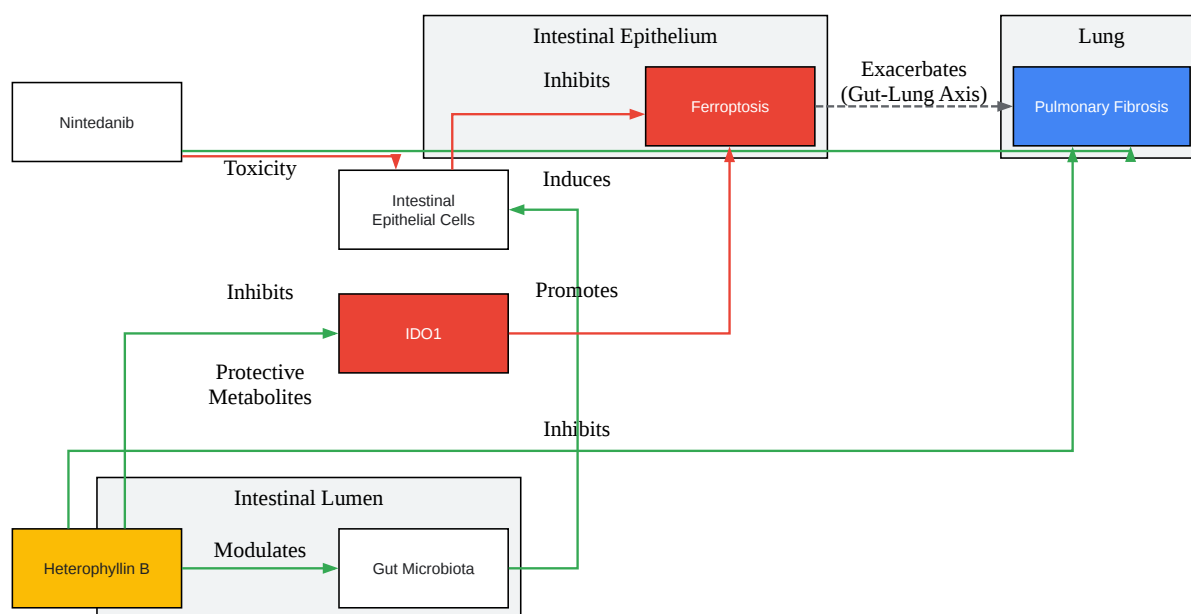 Intestinal Epithelium
Lung
Inhibits
Exacerbates
(Gut-Lung Axis)
Nintedanib
Ferroptosis
Pulmonary Fibrosis
Toxicity
Induces
Intestinal
Epithelial Cells
Inhibits
Promotes
IDO1
Protective
Metabolites
Inhibits
Intestinal Lumen
Heterophyllin B
Modulates
Gut Microbiota